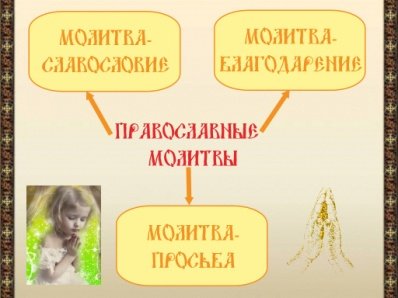 МОЛИТВА-
СЛАВОСЛОВИЕ
МОЛИТВА-
БЛАГОДАРЕНИЕ
ПРАВОСЛАВНЫЕ
МОЛИТВЫ
МОЛИТВА-
ПРОСЬБА